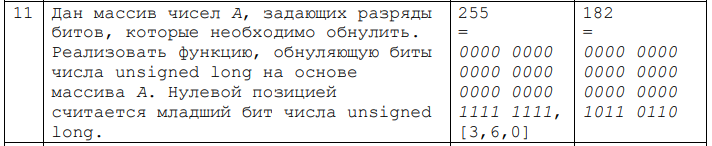 11
Дан массив чисел A, задающих разряды
битов, которые необходимо обнулить.
Реализовать функцию, обнуляющую биты
числа unsigned long на основе
массива A. Нулевой позицией
считается младший бит числа unsigned
long.
255
=
0000 0000
0000 0000
0000 0000
1111 1111,
[3,6,0]
182
=
0000 0000
0000 0000
0000 0000
1011 0110